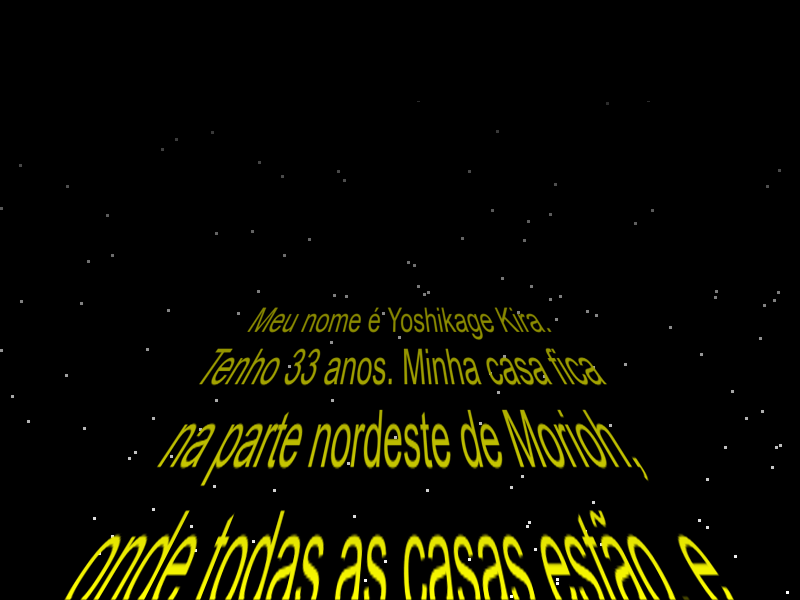 Meu nome é Yoshikage Kira.
Tenho 33 anos. Minha casa fica
na parte nordeste de Morioh,
onde todas as casas estão, e